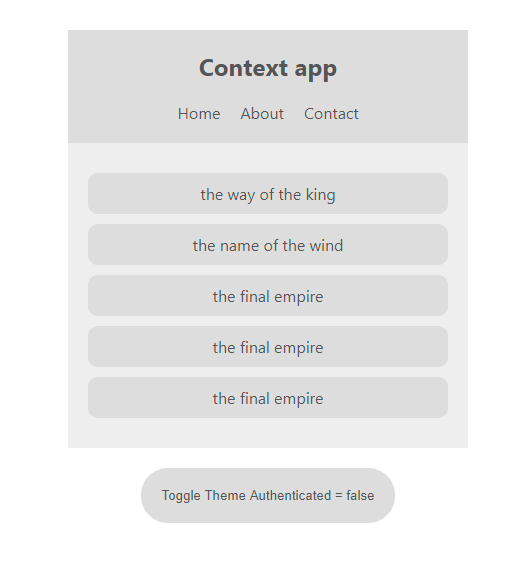 Context app
Home About Contact
the way of the king
the name of the wind
the final empire
the final empire
the final empire
Toggle Theme Authenticated = false